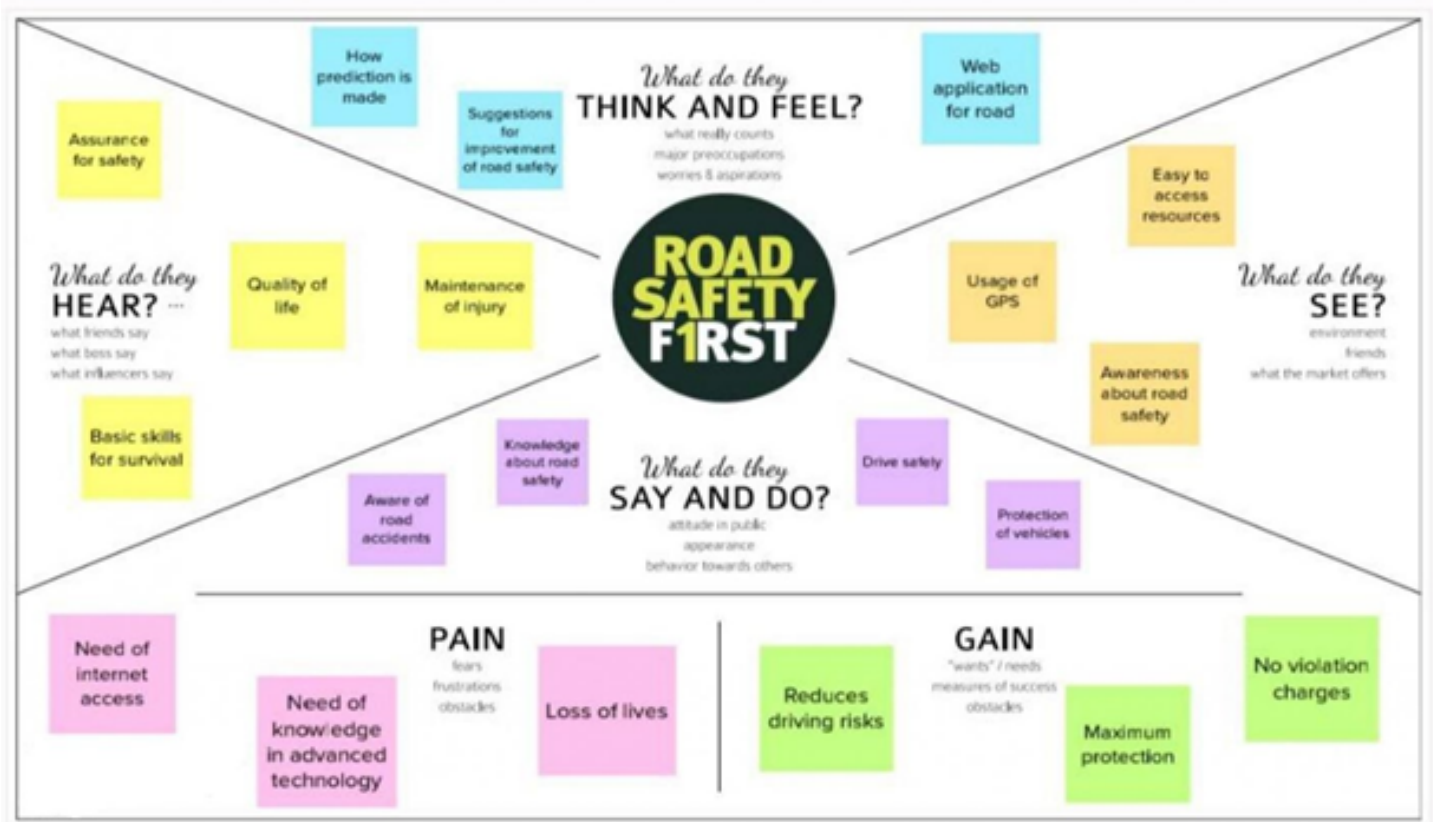 How
prediction is
made
Suggestions
for
improvement
of road safety
What do they
THINK AND FEEL?
what really counts
major preoccupations
worries & aspirations
Web
application
for road
Assurance
for safety
What do they
HEAR? ...
what friends say
what boss say
what influencers say
Quality of
life
Maintenance
of injury
Basic skills
for survival
ROAD
SAFETY
F1RST
Easy to
access
resources
Usage of
GPS
Awareness
about road
safety
What do they
SEE?
environment
friends
what the market offers
Aware of
road
accidents
Knowledge
about road
safety
What do they
SAY AND DO?
attitude in public
appearance
behavior towards others
Drive safety
Protection
of vehicles
Need of
internet
access
Need of
knowledge
in advanced
technology
PAIN
fears
frustrations
obstacles
Loss of lives
Reduces
driving risks
GAIN
"wants" / needs
measures of success
obstacles
Maximum
protection
No violation
charges